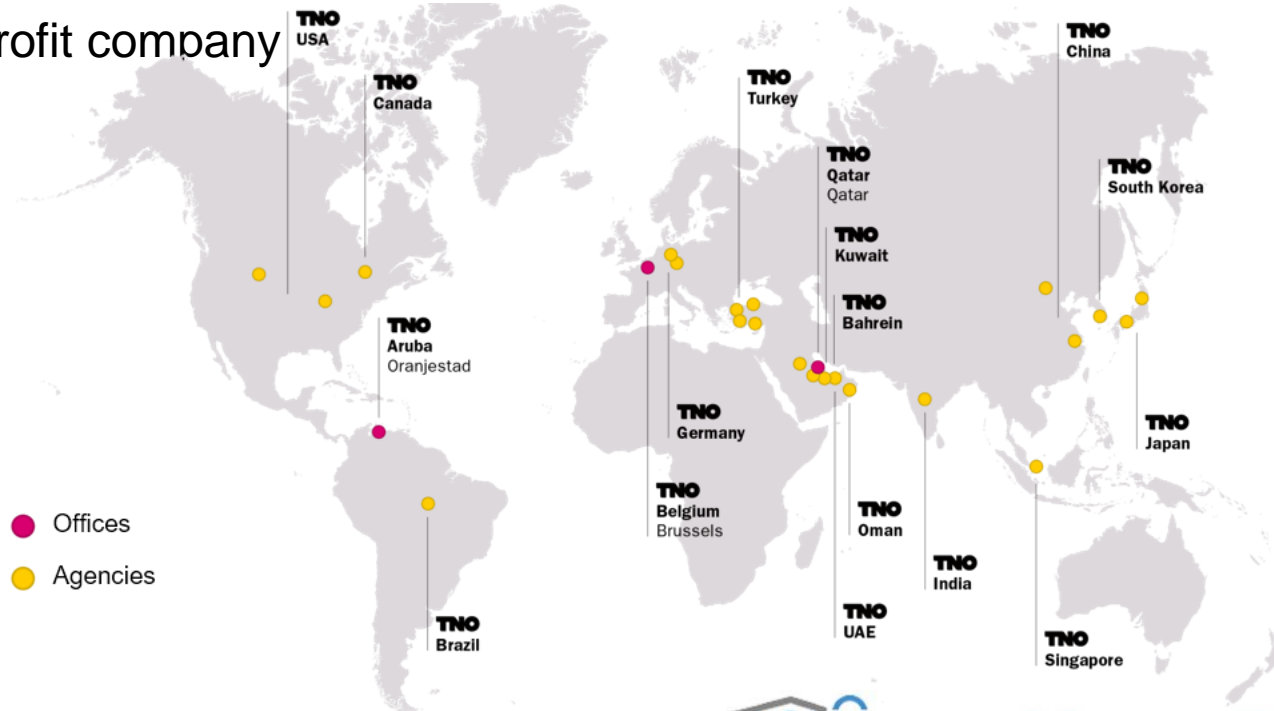 rofit company
TNO
USA
TNO
Canada
TNO
China
TNO
Turkey
TNO
Qatar
Qatar
TNO
South Korea
TNO
Kuwait
TNO
Bahrein
TNO
Aruba
Oranjestad
TNO
Germany
TNO
Japan
TNO
Belgium
Brussels
TNO
Oman
Offices
Agencies
TNO
India
TNO
UAE
TNO
Brazil
TNO
Singapore